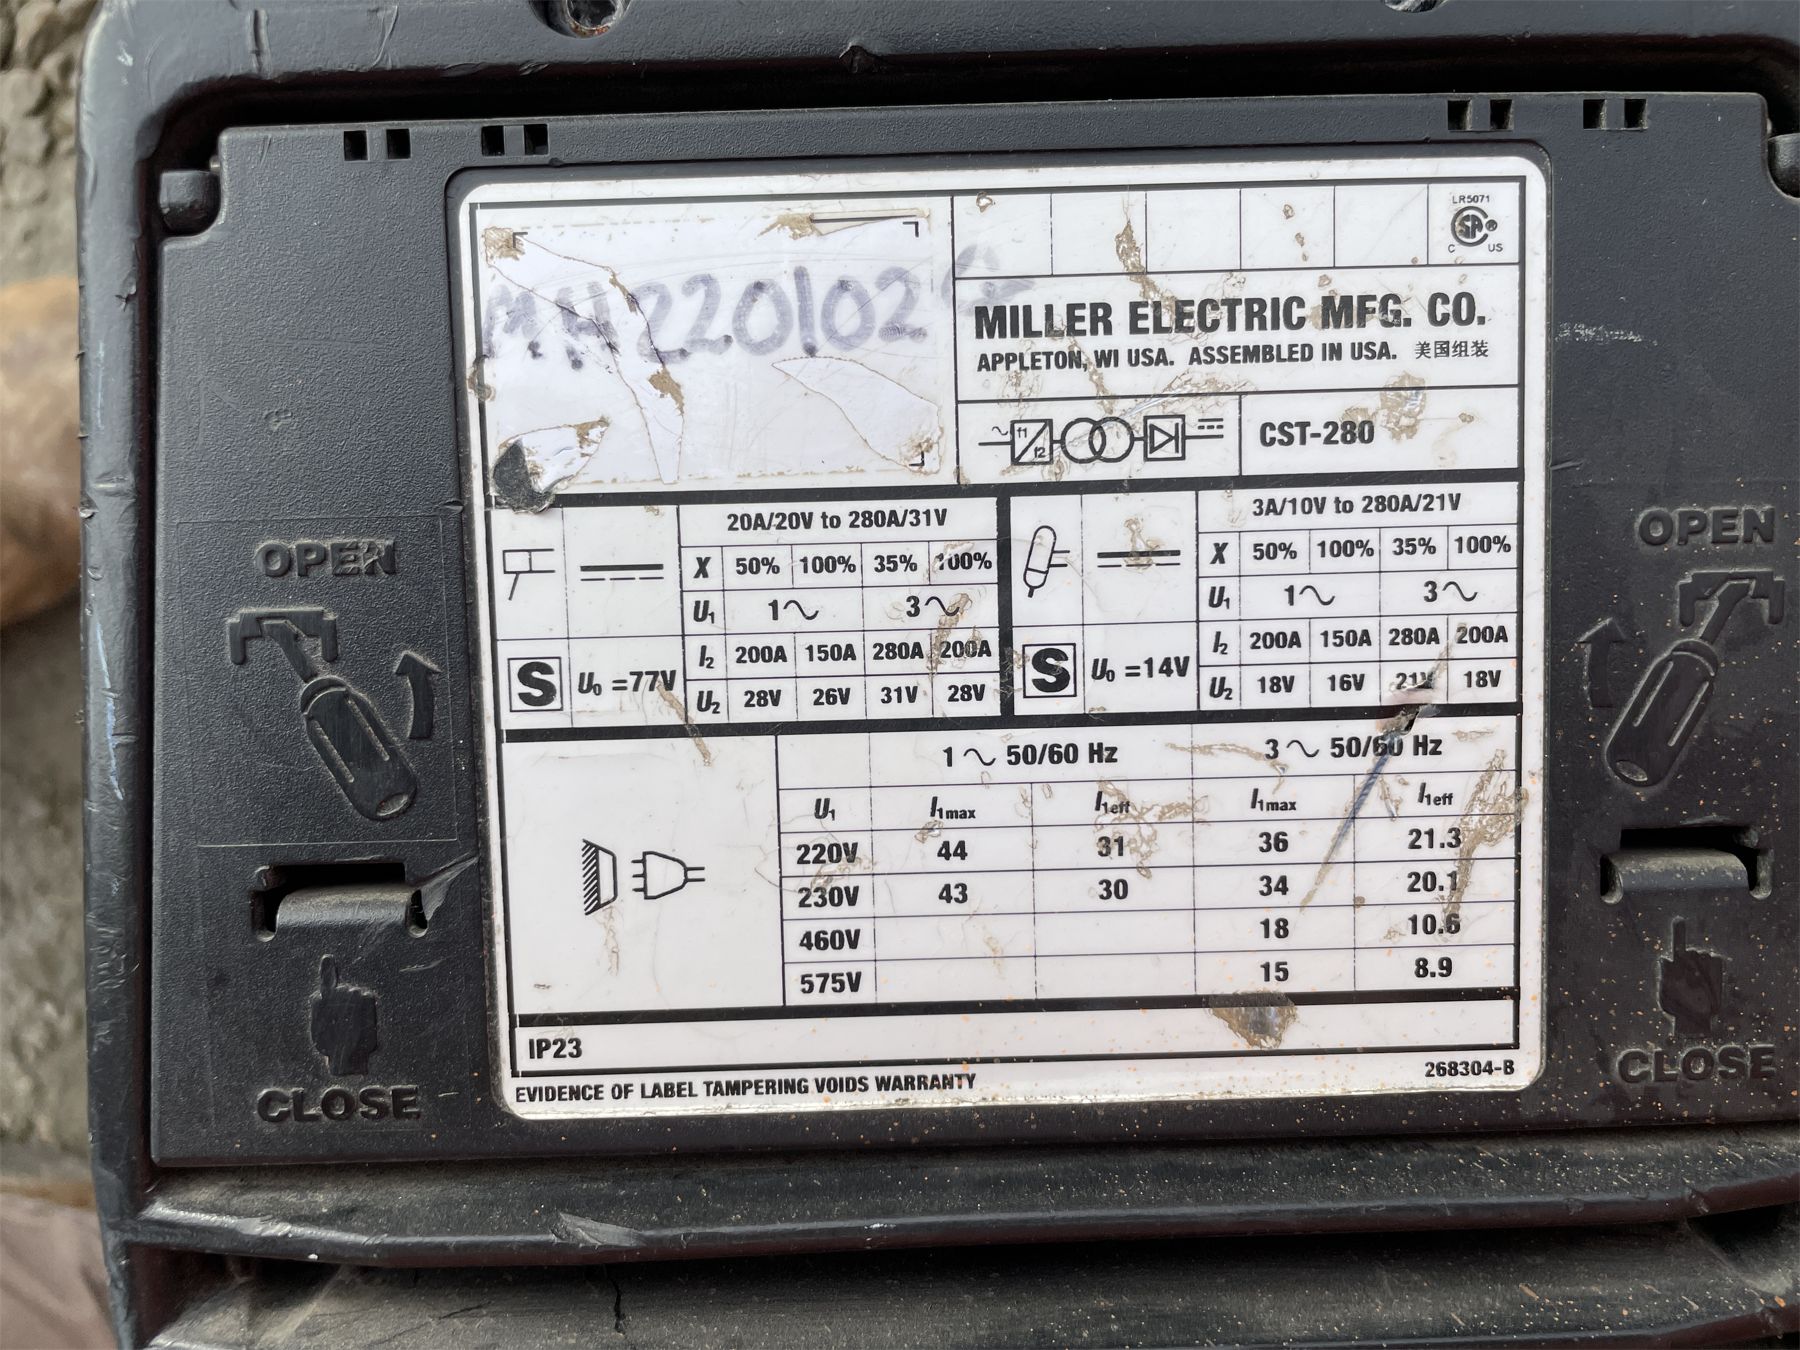 LR5071
SA ®
C US
MH220102G
MILLER ELECTRIC MFG. CO.
APPLETON, WI USA. ASSEMBLED IN USA. 美国组装
f1
f2
CST-280
20A/20V to 280A/31V
X 50% 100% 35% 100%
U1 1~ 3~
I2 200A 150A 280A 200A
U2 28V 26V 31V 28V
S U0 =77V
3A/10V to 280A/21V
X 50% 100% 35% 100%
U1 1~ 3~
I2 200A 150A 280A 200A
U2 18V 16V 21V 18V
S U0 =14V
1~ 50/60 Hz 3~ 50/60 Hz
U1 I1max I1eff I1max I1eff
220V 44 31 36 21.3
230V 43 30 34 20.1
460V 18 10.6
575V 15 8.9
IP23
EVIDENCE OF LABEL TAMPERING VOIDS WARRANTY
268304-B
OPEN
CLOSE
OPEN
CLOSE